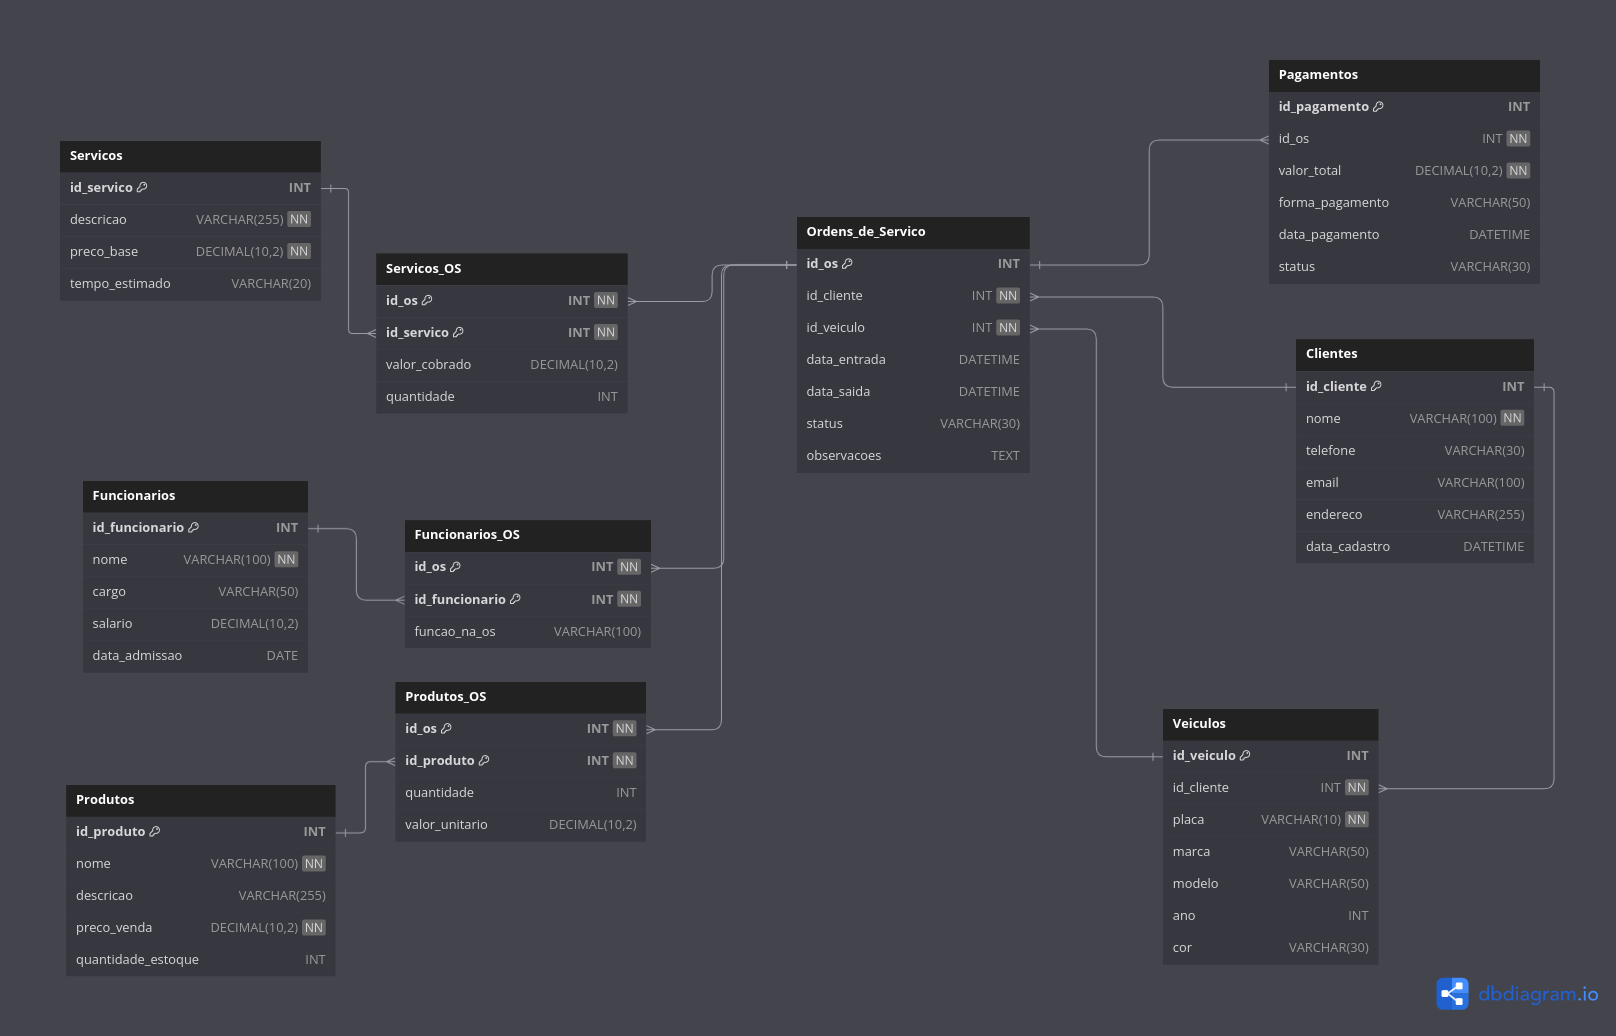 Servicos
id_servico INT
descricao VARCHAR(255) NN
preco_base DECIMAL(10,2) NN
tempo_estimado VARCHAR(20)
Servicos_OS
id_os INT NN
id_servico INT NN
valor_cobrado DECIMAL(10,2)
quantidade INT
Funcionarios
id_funcionario INT
nome VARCHAR(100) NN
cargo VARCHAR(50)
salario DECIMAL(10,2)
data_admissao DATE
Funcionarios_OS
id_os INT NN
id_funcionario INT NN
funcao_na_os VARCHAR(100)
Produtos_OS
id_os INT NN
id_produto INT NN
quantidade INT
valor_unitario DECIMAL(10,2)
Produtos
id_produto INT
nome VARCHAR(100) NN
descricao VARCHAR(255)
preco_venda DECIMAL(10,2) NN
quantidade_estoque INT
Ordens_de_Servico
id_os INT
id_cliente INT NN
id_veiculo INT NN
data_entrada DATETIME
data_saida DATETIME
status VARCHAR(30)
observacoes TEXT
Pagamentos
id_pagamento INT
id_os INT NN
valor_total DECIMAL(10,2) NN
forma_pagamento VARCHAR(50)
data_pagamento DATETIME
status VARCHAR(30)
Clientes
id_cliente INT
nome VARCHAR(100) NN
telefone VARCHAR(30)
email VARCHAR(100)
endereco VARCHAR(255)
data_cadastro DATETIME
Veiculos
id_veiculo INT
id_cliente INT NN
placa VARCHAR(10) NN
marca VARCHAR(50)
modelo VARCHAR(50)
ano INT
cor VARCHAR(30)
dbdiagram.io